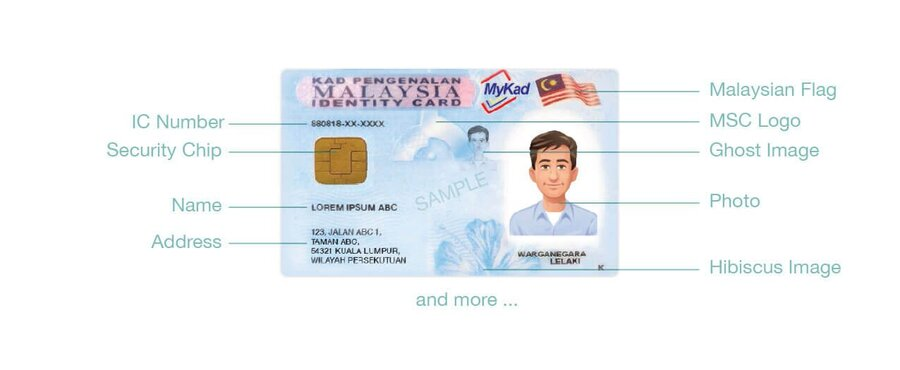 KAD PENGENALAN
MALAYSIA
IDENTITY CARD
MyKad
Malaysian Flag
IC Number
880818-XX-XXXX
MSC Logo
Security Chip
Ghost Image
SAMPLE
Name
LOREM IPSUM ABC
Photo
Address
123, JALAN ABC 1,
TAMAN ABC,
54321 KUALA LUMPUR,
WILAYAH PERSEKUTUAN
WARGANEGARA
LELAKI
K
Hibiscus Image
and more ...